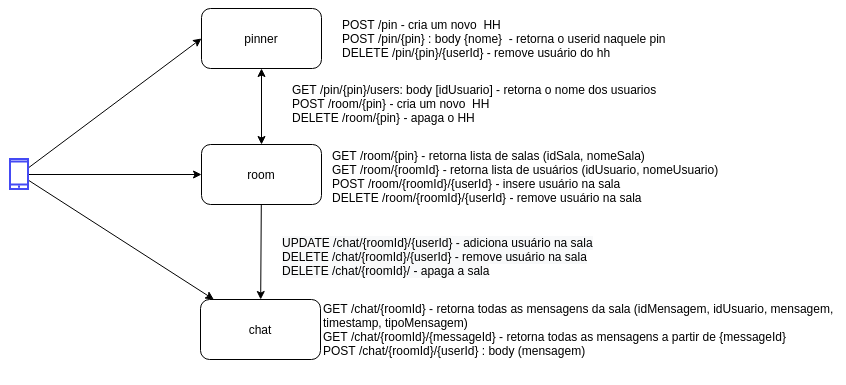 pinner
POST /pin - cria um novo  HH
POST /pin/{pin} : body {nome}  - retorna o userid naquele pin
DELETE /pin/{pin}/{userId} - remove usuário do hh
GET /pin/{pin}/users: body [idUsuario] - retorna o nome dos usuarios
POST /room/{pin} - cria um novo  HH
DELETE /room/{pin} - apaga o HH
room
GET /room/{pin} - retorna lista de salas (idSala, nomeSala)
GET /room/{roomId} - retorna lista de usuários (idUsuario, nomeUsuario)
POST /room/{roomId}/{userId} - insere usuário na sala
DELETE /room/{roomId}/{userId} - remove usuário na sala
UPDATE /chat/{roomId}/{userId} - adiciona usuário na sala
DELETE /chat/{roomId}/{userId} - remove usuário na sala
DELETE /chat/{roomId}/ - apaga a sala
chat
GET /chat/{roomId} - retorna todas as mensagens da sala (idMensagem, idUsuario, mensagem,
timestamp, tipoMensagem)
GET /chat/{roomId}/{messageId} - retorna todas as mensagens a partir de {messageId}
POST /chat/{roomId}/{userId} : body (mensagem)